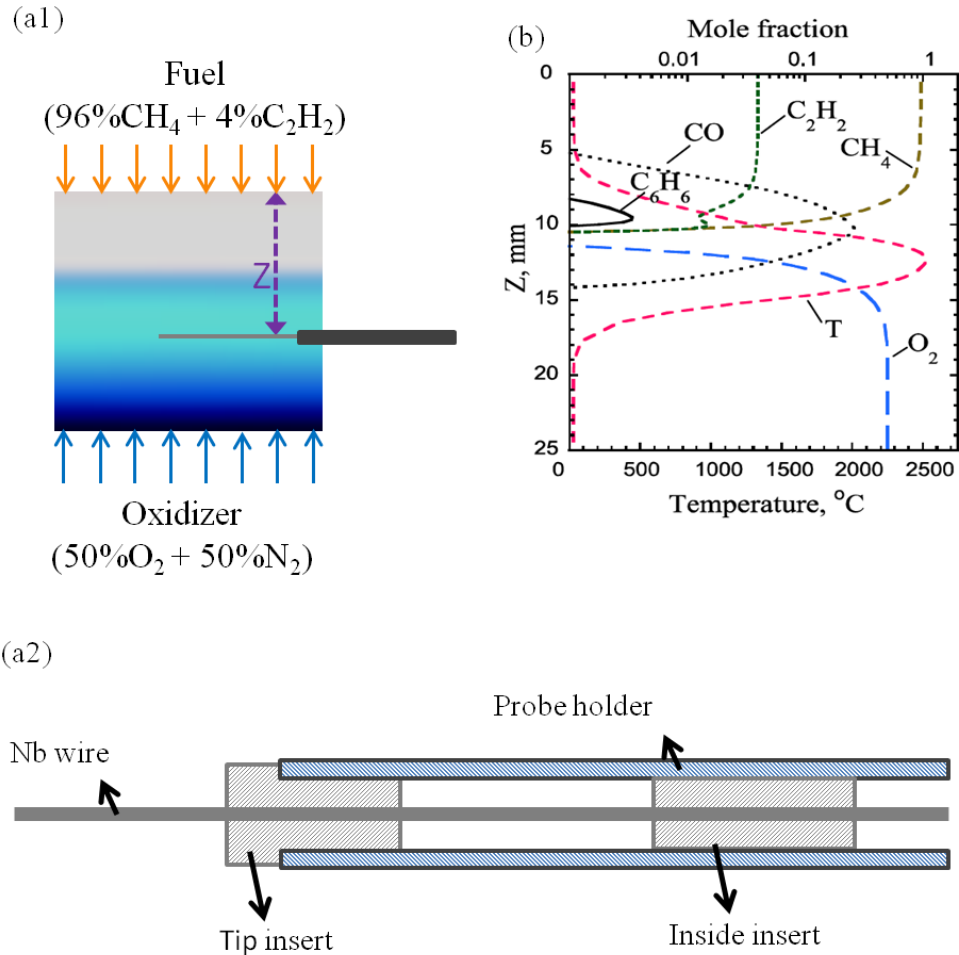 (a1)
Fuel
(96%CH₄ + 4%C₂H₂)
Z
Oxidizer
(50%O₂ + 50%N₂)
(b)
Mole fraction
0.01 0.1 1
0
5
10
15
20
25
Z, mm
CO
C₂H₂
CH₄
C₆H₆
T
O₂
0 500 1000 1500 2000 2500
Temperature, °C
(a2)
Probe holder
Nb wire
Tip insert
Inside insert